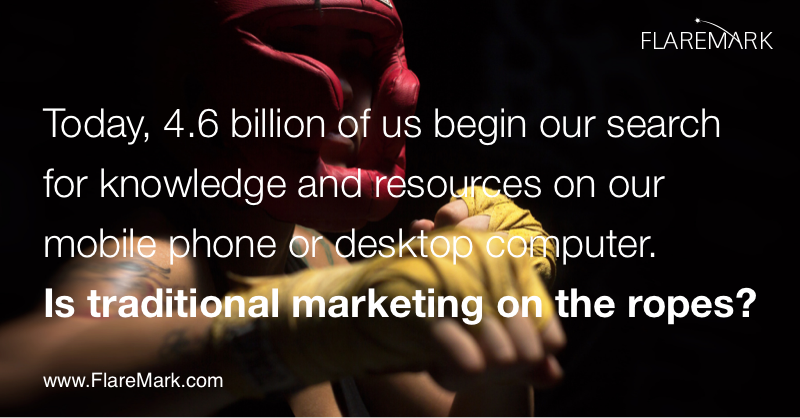 FLAREMARK
Today, 4.6 billion of us begin our search
for knowledge and resources on our
mobile phone or desktop computer.
Is traditional marketing on the ropes?
www.FlareMark.com